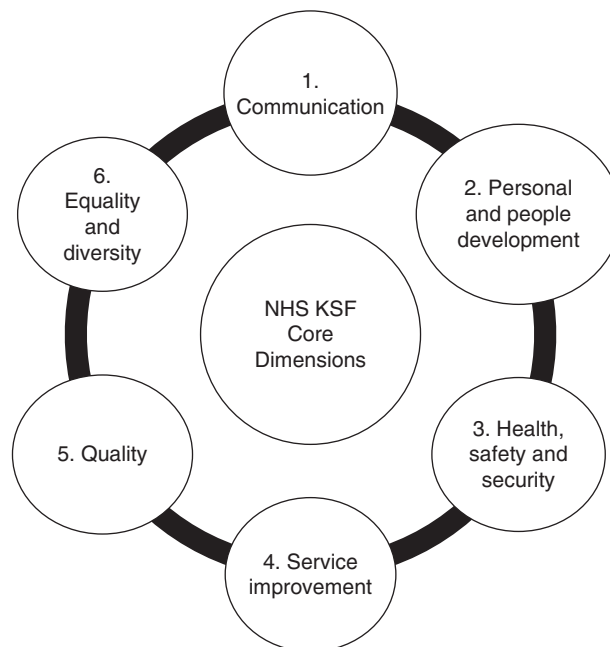 1.
Communication
2. Personal
and people
development
3. Health,
safety and
security
4. Service
improvement
5. Quality
6.
Equality
and
diversity
NHS KSF
Core
Dimensions